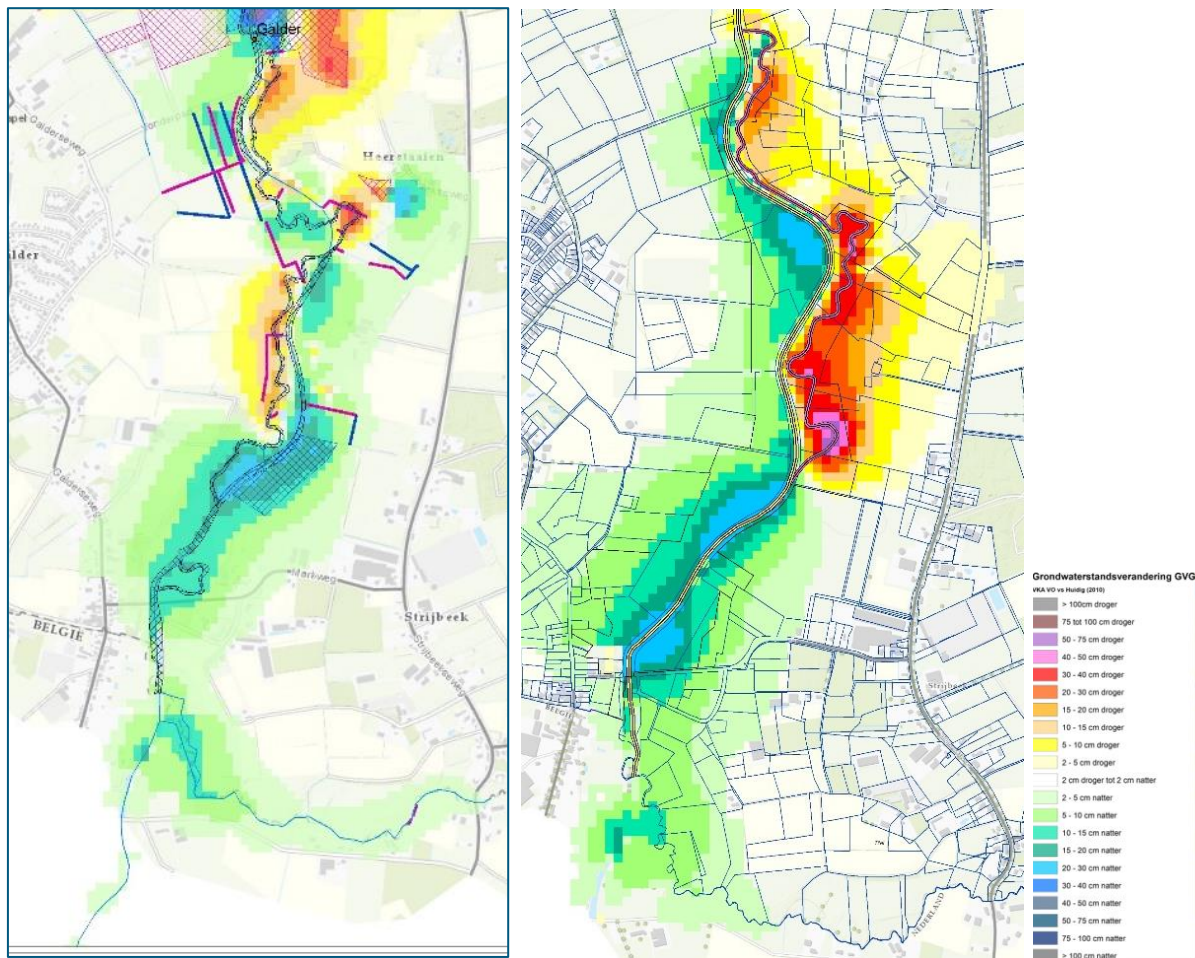 Galder
Galderseweg
Heerstaaien
Galderseweg
Markweg
BELGIE
Strijbeek
Strijbeekseweg
BELGIE
NEDERLAND
Grondwaterstandsverandering GVG
VKA VO vs Huidig (2010)
> 100cm droger
75 tot 100 cm droger
50 - 75 cm droger
40 - 50 cm droger
30 - 40 cm droger
20 - 30 cm droger
15 - 20 cm droger
10 - 15 cm droger
5 - 10 cm droger
2 - 5 cm droger
2 cm droger tot 2 cm natter
2 - 5 cm natter
5 - 10 cm natter
10 - 15 cm natter
15 - 20 cm natter
20 - 30 cm natter
30 - 40 cm natter
40 - 50 cm natter
50 - 75 cm natter
75 - 100 cm natter
> 100 cm natter